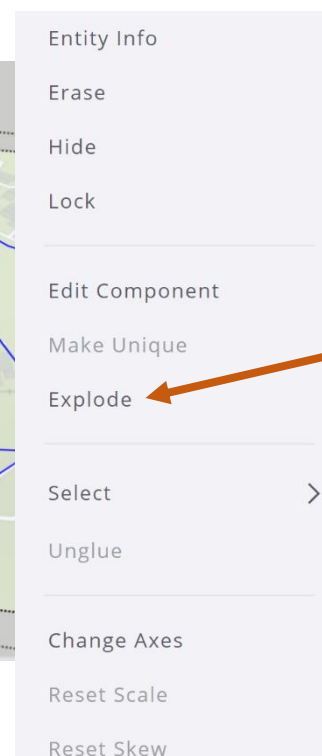 Entity Info
Erase
Hide
Lock
Edit Component
Make Unique
Explode
Select
Unglue
Change Axes
Reset Scale
Reset Skew